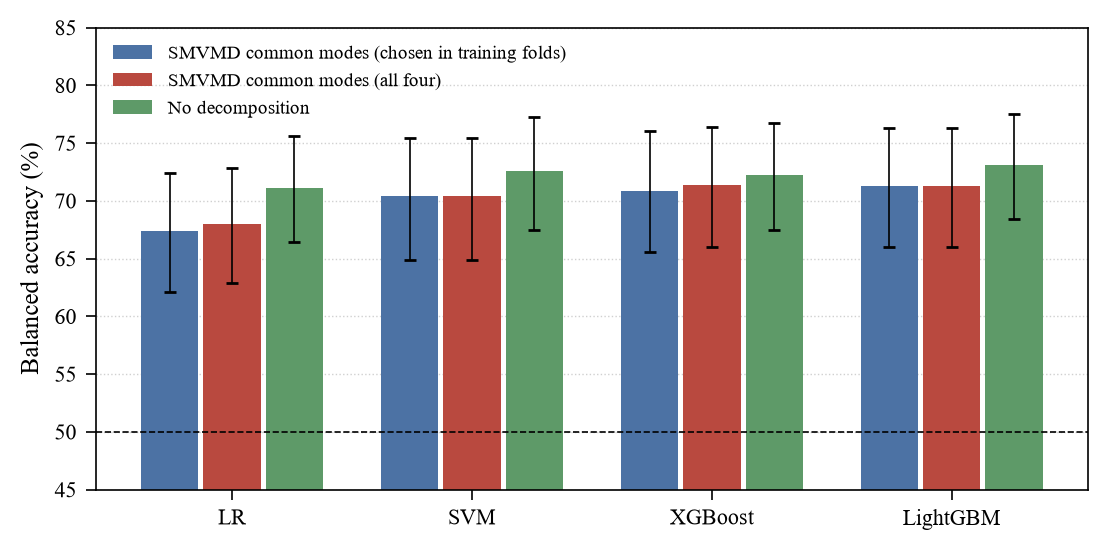 85
80
75
70
65
60
55
50
45
Balanced accuracy (%)
SMVMD common modes (chosen in training folds)
SMVMD common modes (all four)
No decomposition
LR
SVM
XGBoost
LightGBM